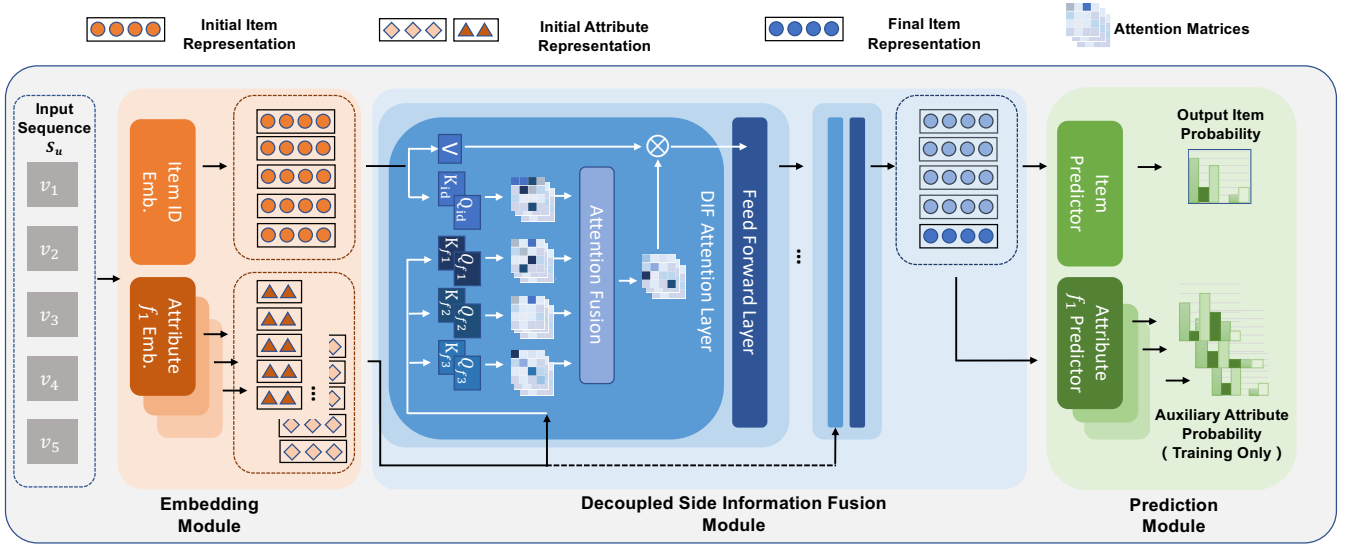 Initial Item
Representation
Initial Attribute
Representation
Final Item
Representation
Attention Matrices
Input
Sequence
S_u
v_1
v_2
v_3
v_4
v_5
Item ID
Emb.
Attribute
f_1 Emb.
...
Embedding
Module
V
K_id
Q_id
K_f1
Q_f1
K_f2
Q_f2
K_f3
Q_f3
Attention Fusion
DIF Attention Layer
Feed Forward Layer
...
Decoupled Side Information Fusion
Module
Item
Predictor
Attribute
f_1 Predictor
Output Item
Probability
Auxiliary Attribute
Probability
( Training Only )
Prediction
Module